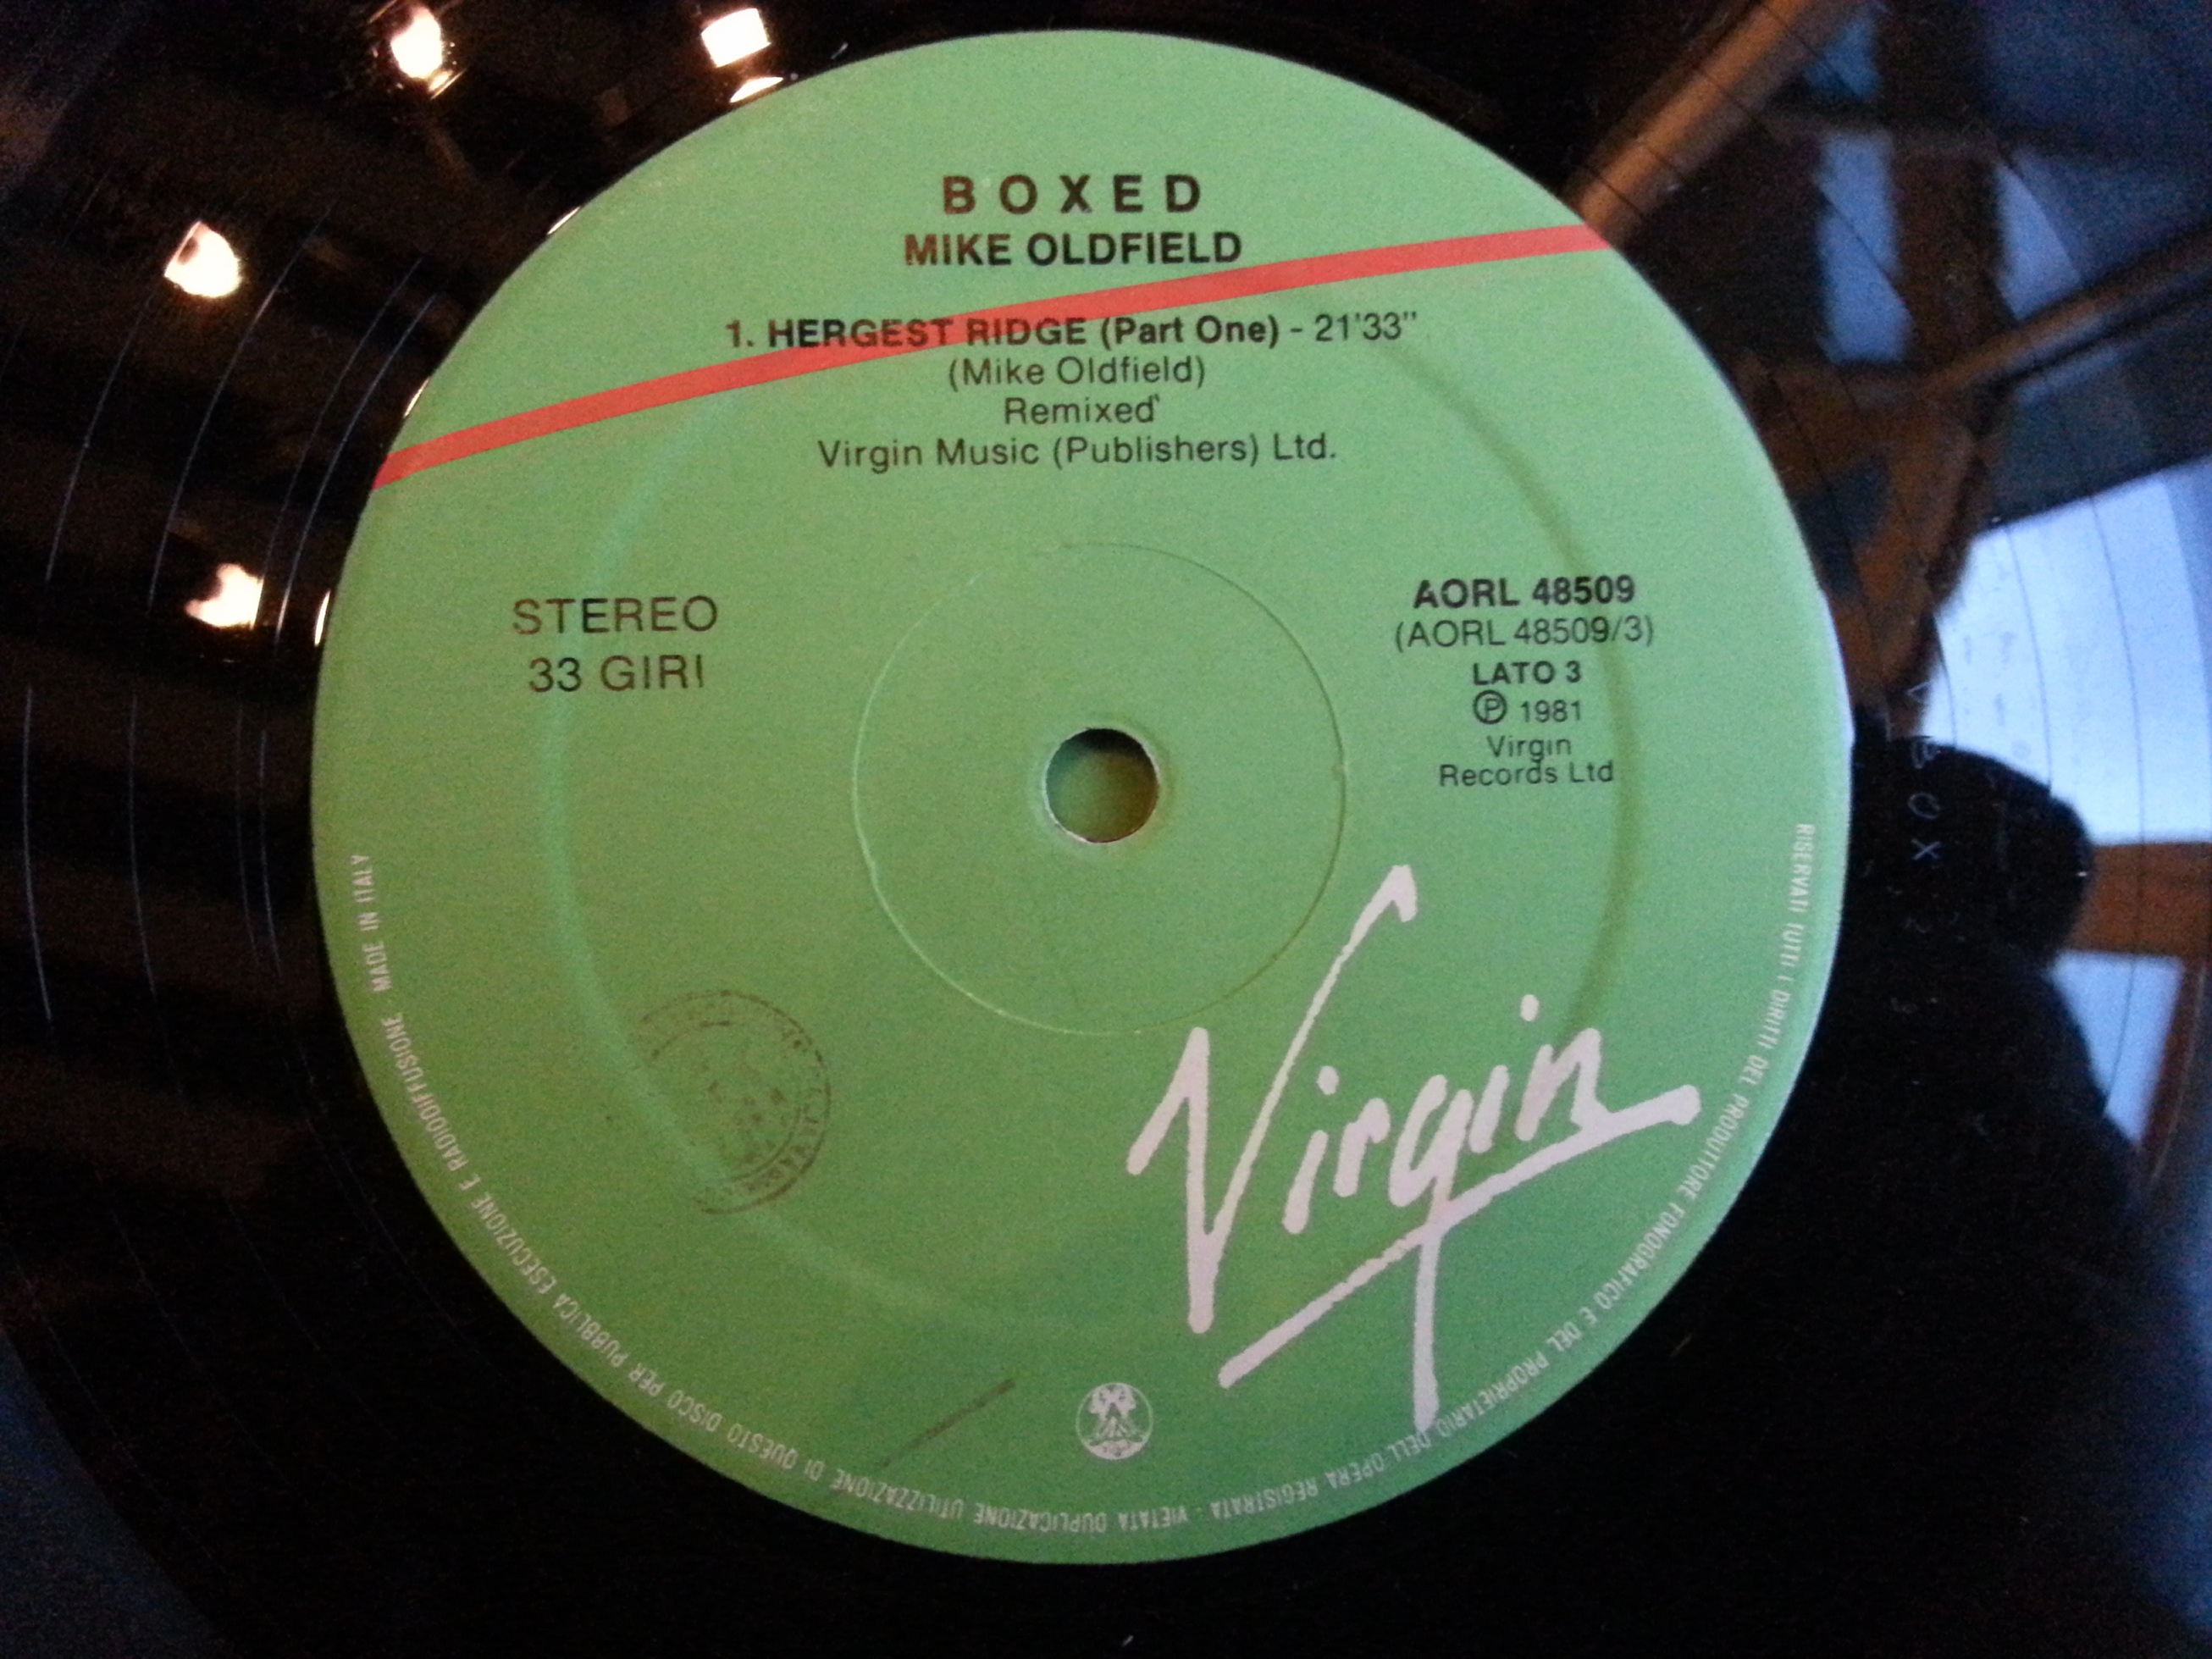 BOXED
MIKE OLDFIELD
1. HERGEST RIDGE (Part One) - 21'33"
(Mike Oldfield)
Remixed
Virgin Music (Publishers) Ltd.
STEREO
33 GIRI
AORL 48509
(AORL 48509/3)
LATO 3
℗ 1981
Virgin
Records Ltd
Virgin
RISERVATI TUTTI I DIRITTI DEL PRODUTTORE FONOGRAFICO E DEL PROPRIETARIO DELL'OPERA REGISTRATA - VIETATA DUPLICAZIONE UTILIZZAZIONE DI QUESTO DISCO PER PUBBLICA ESECUZIONE E RADIODIFFUSIONE MADE IN ITALY